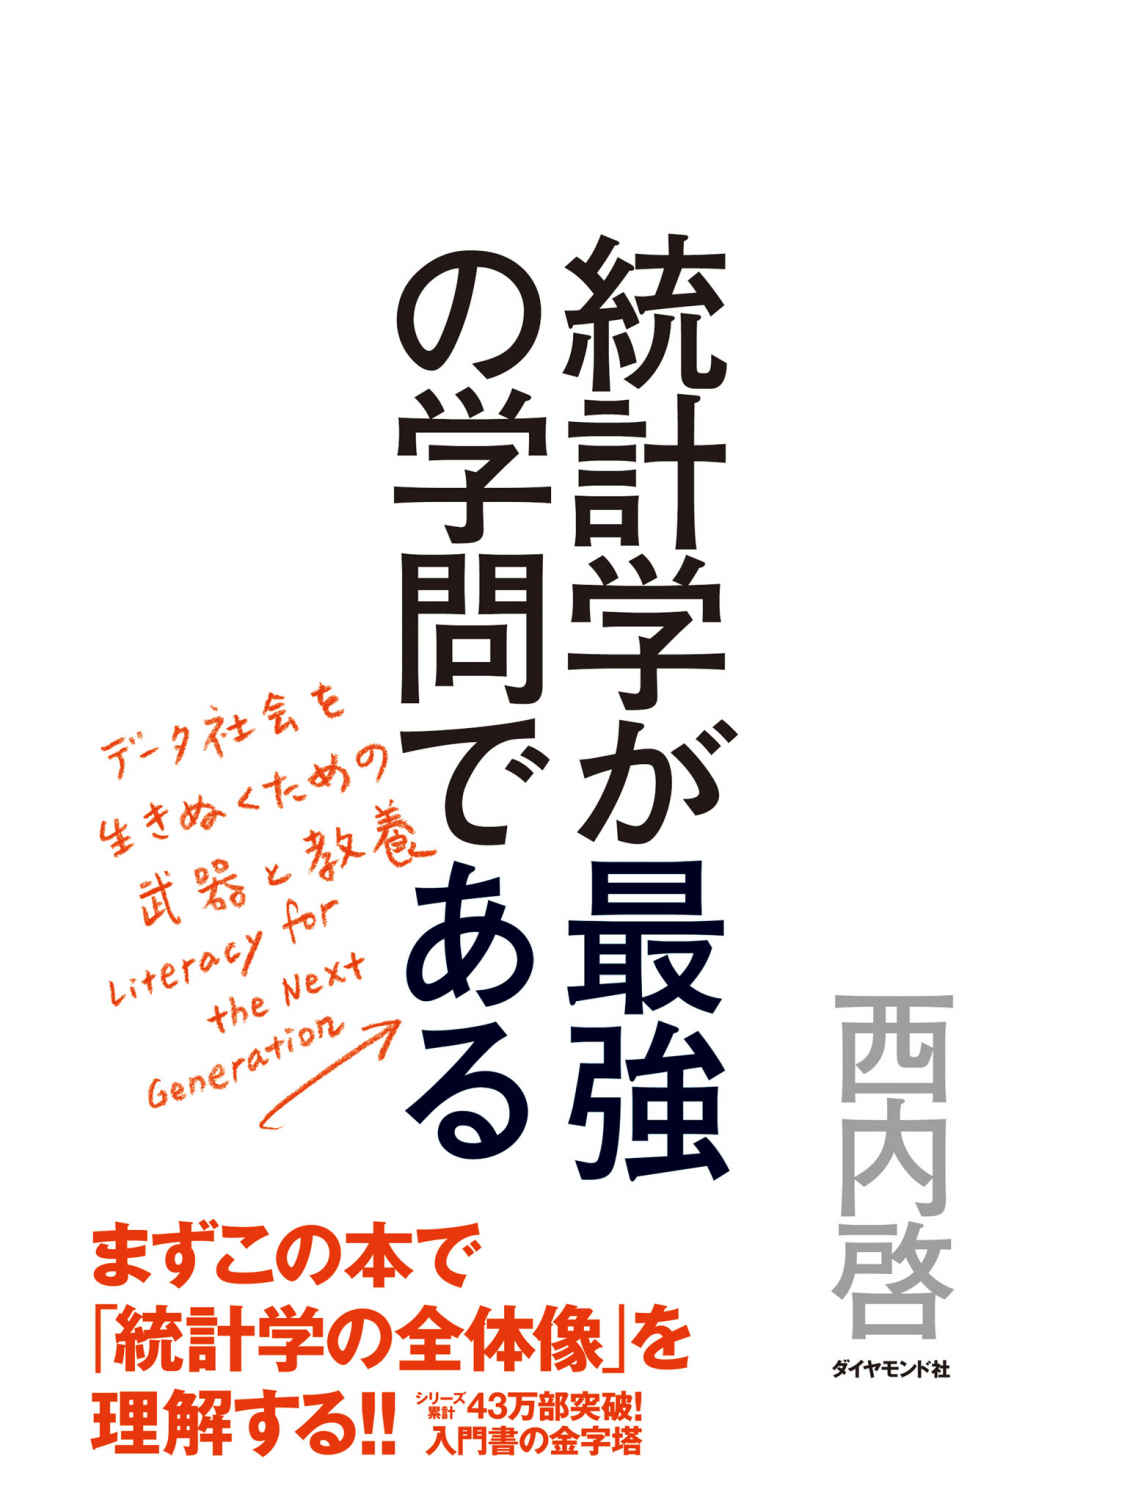 統計学が最強
の学問である
データ社会を
生きぬくための
武器と教養
Literacy for
the Next
Generation
西内啓
ダイヤモンド社
まずこの本で
「統計学の全体像」を
理解する!!
シリーズ累計43万部突破!
入門書の金字塔